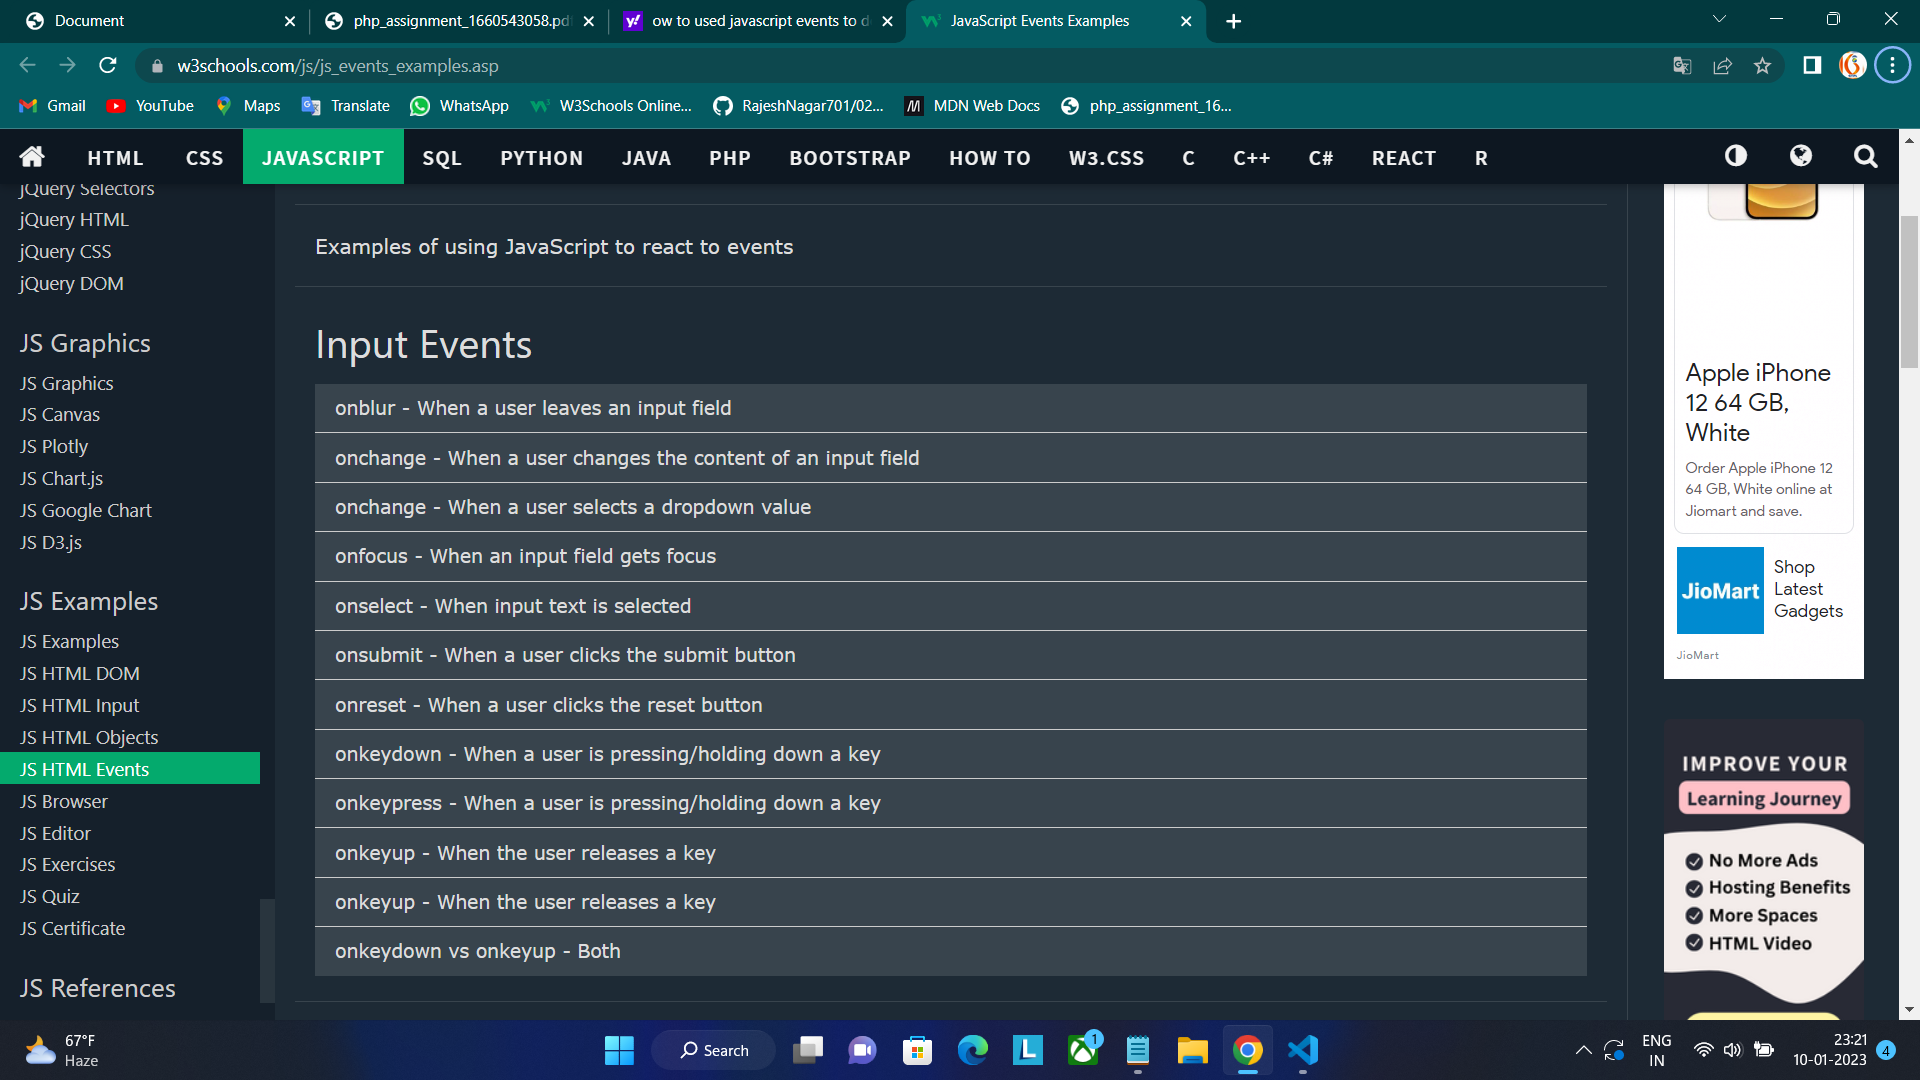 Document
php_assignment_1660543058.pd
ow to used javascript events to d
JavaScript Events Examples
w3schools.com/js/js_events_examples.asp
Gmail
YouTube
Maps
Translate
WhatsApp
W3Schools Online...
RajeshNagar701/02...
MDN Web Docs
php_assignment_16...
HTML
CSS
JAVASCRIPT
SQL
PYTHON
JAVA
PHP
BOOTSTRAP
HOW TO
W3.CSS
C
C++
C#
REACT
R
jQuery Selectors
jQuery HTML
jQuery CSS
jQuery DOM
JS Graphics
JS Graphics
JS Canvas
JS Plotly
JS Chart.js
JS Google Chart
JS D3.js
JS Examples
JS Examples
JS HTML DOM
JS HTML Input
JS HTML Objects
JS HTML Events
JS Browser
JS Editor
JS Exercises
JS Quiz
JS Certificate
JS References
Examples of using JavaScript to react to events
Input Events
onblur - When a user leaves an input field
onchange - When a user changes the content of an input field
onchange - When a user selects a dropdown value
onfocus - When an input field gets focus
onselect - When input text is selected
onsubmit - When a user clicks the submit button
onreset - When a user clicks the reset button
onkeydown - When a user is pressing/holding down a key
onkeypress - When a user is pressing/holding down a key
onkeyup - When the user releases a key
onkeyup - When the user releases a key
onkeydown vs onkeyup - Both
Apple iPhone
12 64 GB,
White
Order Apple iPhone 12
64 GB, White online at
Jiomart and save.
JioMart
Shop
Latest
Gadgets
JioMart
IMPROVE YOUR
Learning Journey
No More Ads
Hosting Benefits
More Spaces
HTML Video
67°F
Haze
Search
1
ENG
IN
23:21
10-01-2023
4